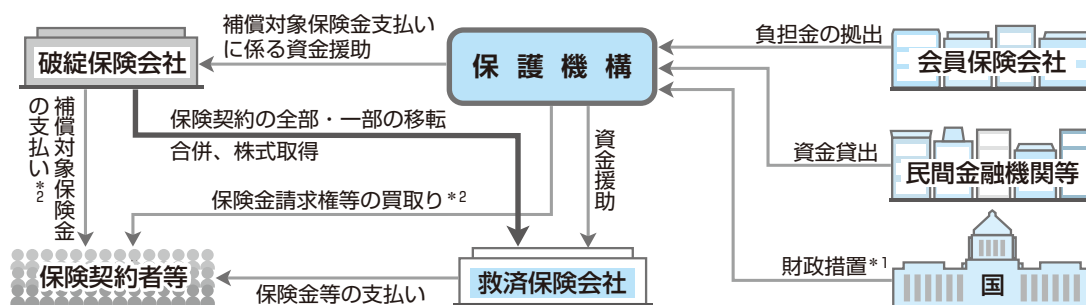 補償対象保険金支払い
に係る資金援助
負担金の拠出
破綻保険会社
保護機構
会員保険会社
補償対象保険金
の支払い*2
保険契約の全部・一部の移転
合併、株式取得
資金援助
資金貸出
民間金融機関等
保険金請求権等の買取り*2
保険契約者等
保険金等の支払い
救済保険会社
財政措置*1
国